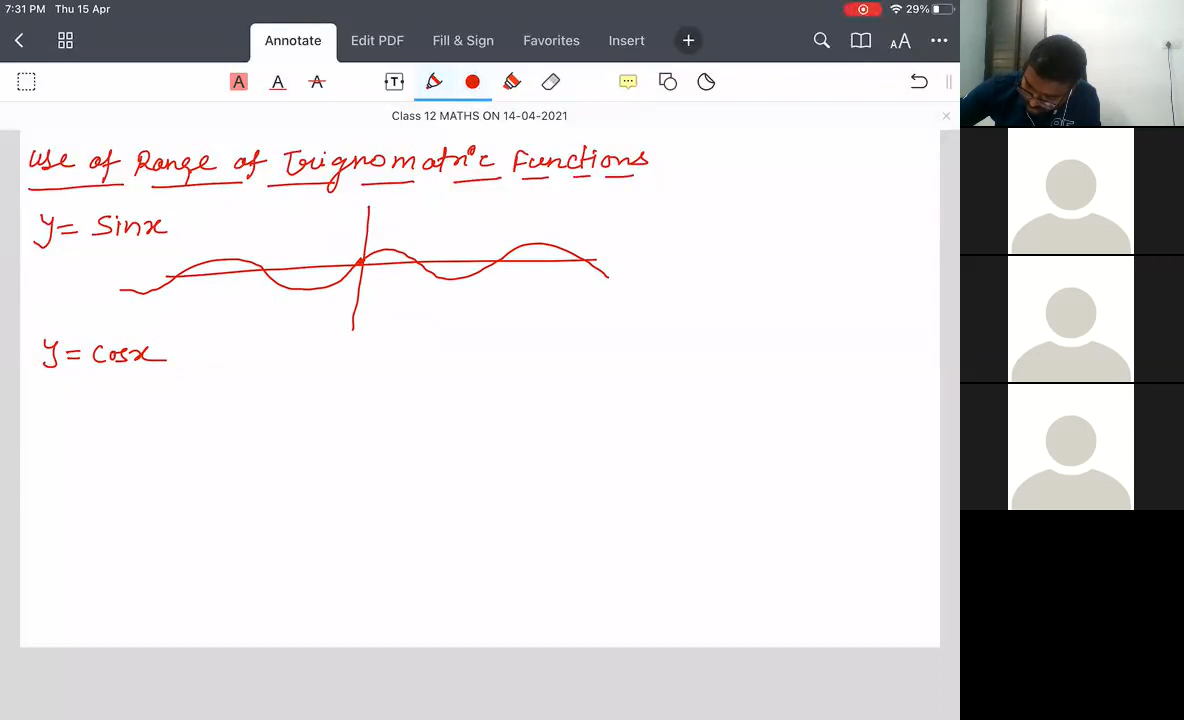 7:31 PM Thu 15 Apr 29%
Annotate Edit PDF Fill & Sign Favorites Insert + AA
A A A T
Class 12 MATHS ON 14-04-2021
Use of Range of Trignomatric Functions
y = Sinx
y = Cosx